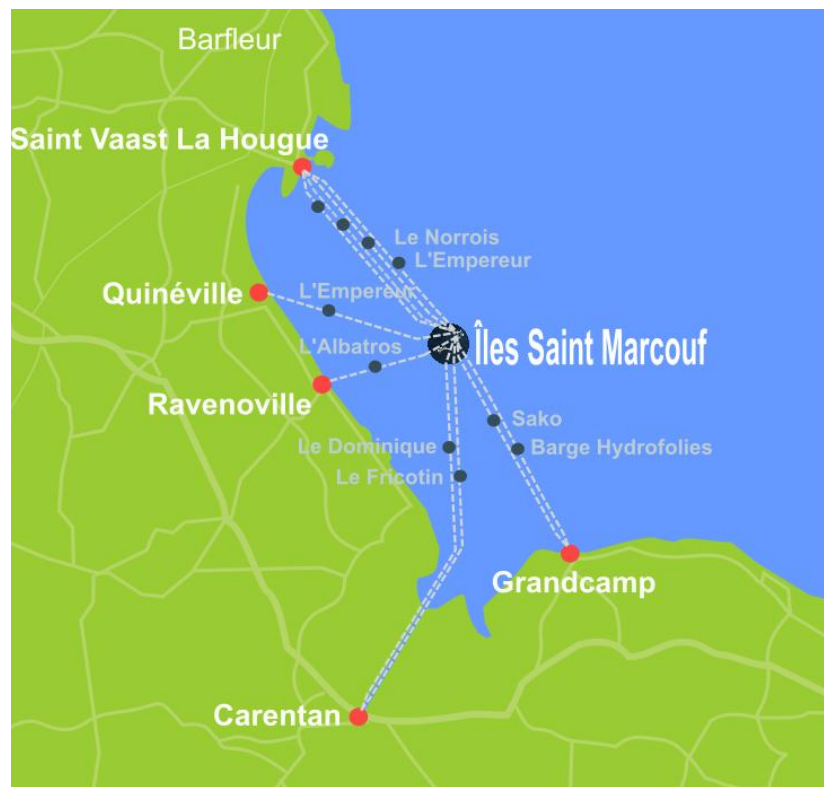 Barfleur
Saint Vaast La Hougue
Le Norrois
L'Empereur
Quinéville
L'Empereur
L'Albatros
Îles Saint Marcouf
Ravenoville
Sako
Le Dominique
Barge Hydrofolies
Le Fricotin
Grandcamp
Carentan